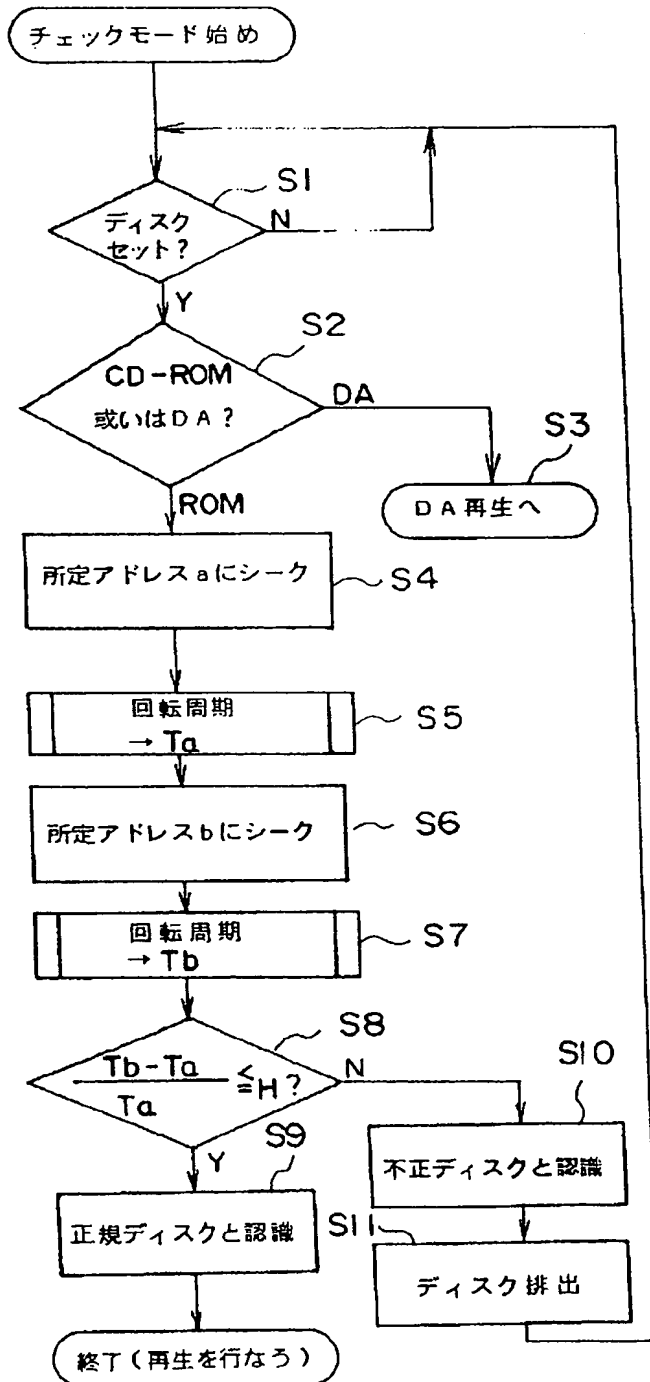 チェックモード始め
S1
ディスク
セット?
N
Y
S2
CD-ROM
或いはDA?
DA
S3
DA再生へ
ROM
所定アドレスaにシーク
S4
回転周期
→ Ta
S5
所定アドレスbにシーク
S6
回転周期
→ Tb
S7
S8
Tb-Ta
Ta
≦H?
N
Y
S10
不正ディスクと認識
S9
正規ディスクと認識
S11
ディスク排出
終了(再生を行なろ)